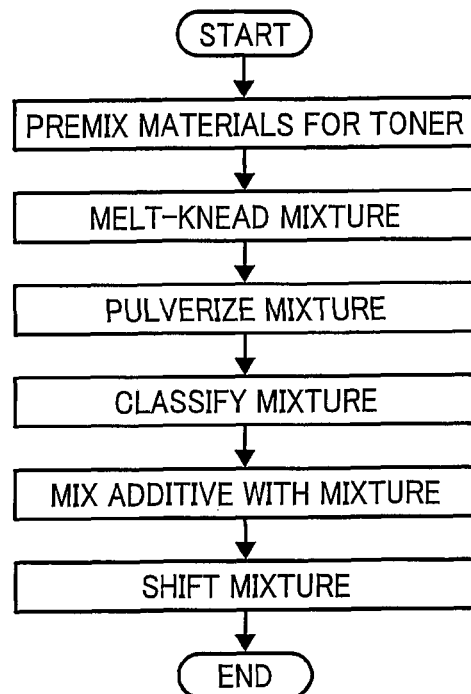 START
PREMIX MATERIALS FOR TONER
MELT-KNEAD MIXTURE
PULVERIZE MIXTURE
CLASSIFY MIXTURE
MIX ADDITIVE WITH MIXTURE
SHIFT MIXTURE
END